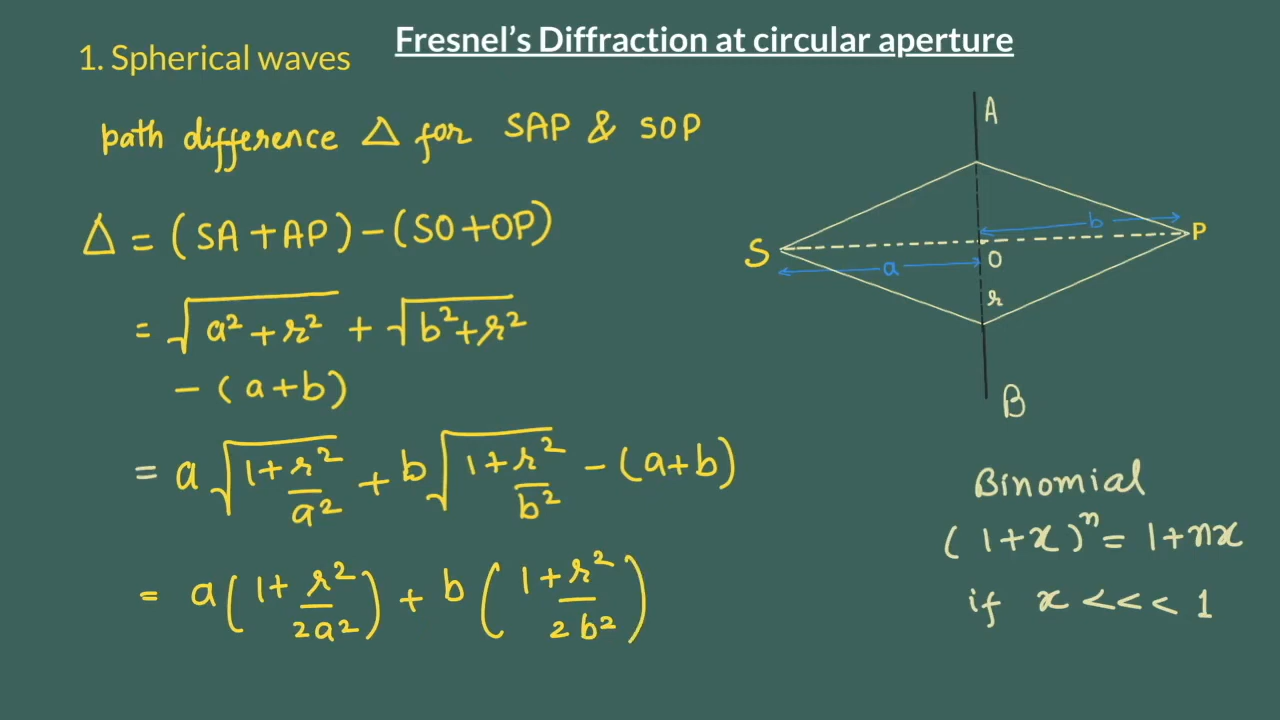 Fresnel’s Diffraction at circular aperture
1. Spherical waves
path difference Δ for SAP & SOP
Δ = (SA + AP) - (SO + OP)
= √(a² + r²) + √(b² + r²)
- (a + b)
= a √(1 + r²/a²) + b √(1 + r²/b²) - (a + b)
= a (1 + r²/2a²) + b (1 + r²/2b²)
A
b
S
P
a
O
r
B
Binomial
(1 + x)ⁿ = 1 + nx
if x <<< 1